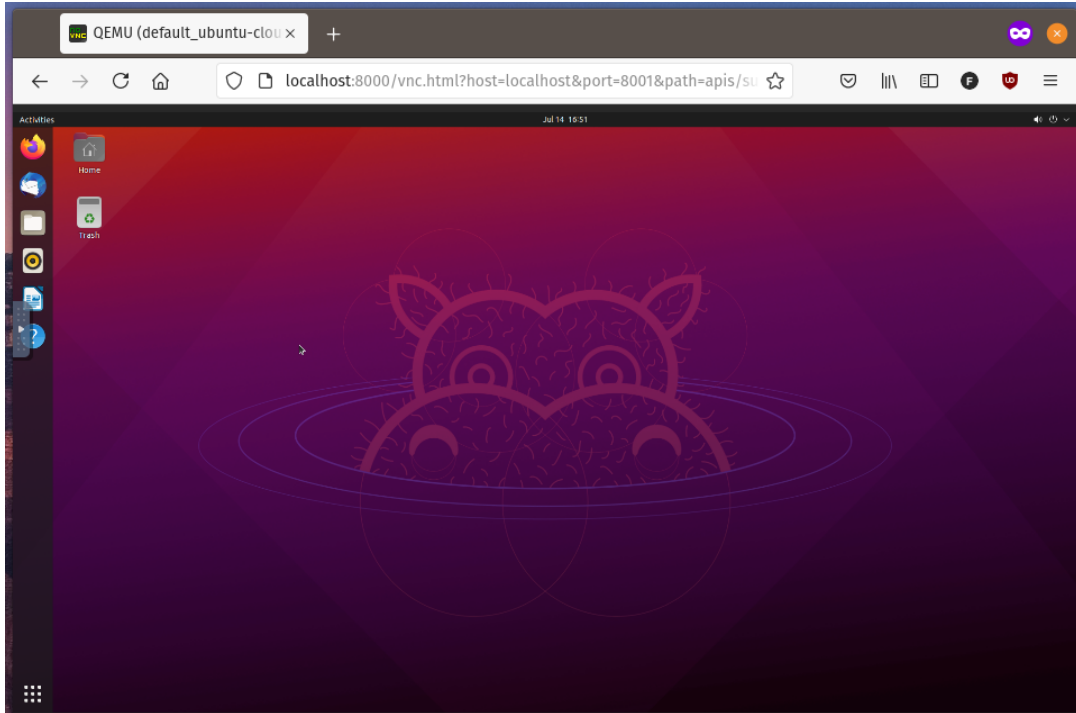 QEMU (default_ubuntu-clou
localhost:8000/vnc.html?host=localhost&port=8001&path=apis/su
Activities
Jul 14 16:51
Home
Trash